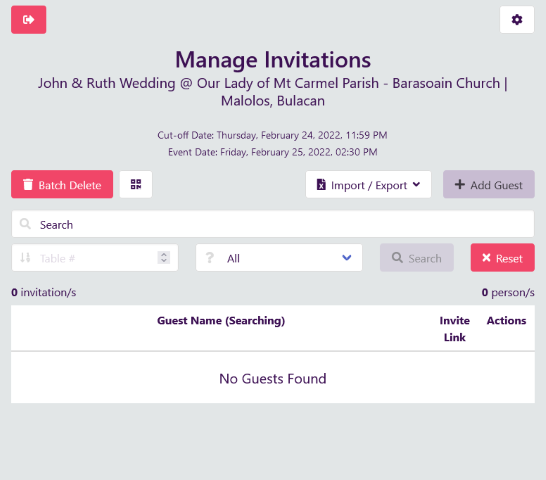 Manage Invitations
John & Ruth Wedding @ Our Lady of Mt Carmel Parish - Barasoain Church |
Malolos, Bulacan
Cut-off Date: Thursday, February 24, 2022, 11:59 PM
Event Date: Friday, February 25, 2022, 02:30 PM
Batch Delete
Import / Export
Add Guest
Search
Table #
? All
Search
Reset
0 invitation/s
0 person/s
Guest Name (Searching)
Invite
Link
Actions
No Guests Found